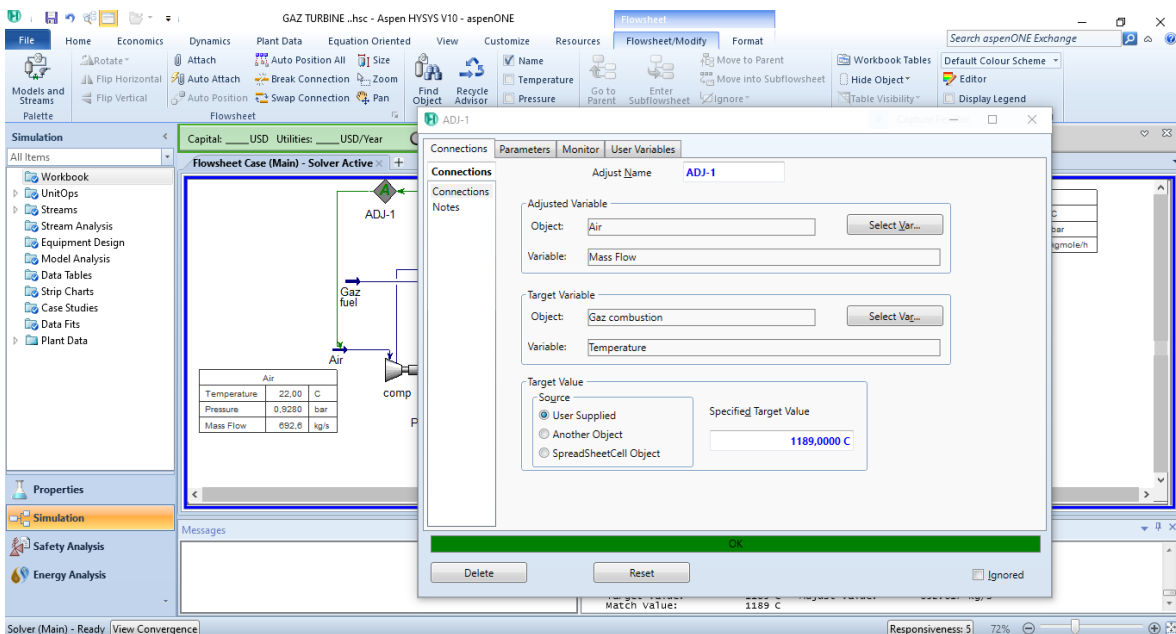 GAZ TURBINE ..hsc - Aspen HYSYS V10 - aspenONE
Flowsheet
File Home Economics Dynamics Plant Data Equation Oriented View Customize Resources Flowsheet/Modify Format
Search aspenONE Exchange
Models and Streams
Palette
Rotate
Flip Horizontal
Flip Vertical
Attach
Auto Attach
Auto Position
Auto Position All
Break Connection
Swap Connection
Size
Zoom
Pan
Flowsheet
Find Object
Recycle Advisor
Name
Temperature
Pressure
Go to Parent
Enter Subflowsheet
Move to Parent
Move into Subflowsheet
Ignore
Workbook Tables
Hide Object
Table Visibility
Default Colour Scheme
Editor
Display Legend
Simulation
All Items
Workbook
UnitOps
Streams
Stream Analysis
Equipment Design
Model Analysis
Data Tables
Strip Charts
Case Studies
Data Fits
Plant Data
Properties
Simulation
Safety Analysis
Energy Analysis
Capital: ____USD Utilities: ____USD/Year
Flowsheet Case (Main) - Solver Active
A
ADJ-1
Gaz
fuel
Air
comp
P
Air
Temperature 22,00 C
Pressure 0,9280 bar
Mass Flow 692,6 kg/s
C
bar
gmole/h
ADJ-1
Connections Parameters Monitor User Variables
Connections
Connections
Notes
Adjust Name ADJ-1
Adjusted Variable
Object: Air Select Var...
Variable: Mass Flow
Target Variable
Object: Gaz combustion Select Var...
Variable: Temperature
Target Value
Source
User Supplied
Another Object
SpreadSheetCell Object
Specified Target Value
1189,0000 C
OK
Delete Reset Ignored
Messages
Match Value: 1189 C
Solver (Main) - Ready View Convergence Responsiveness: 5 72%